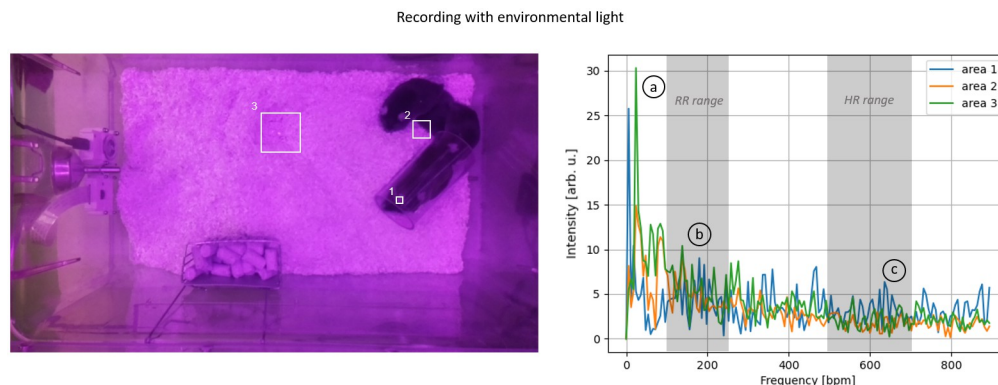 Recording with environmental light
3
2
1
30
25
20
15
10
5
0
Intensity [arb. u.]
a
RR range
HR range
b
c
area 1
area 2
area 3
0
200
400
600
800
Frequency [bpm]